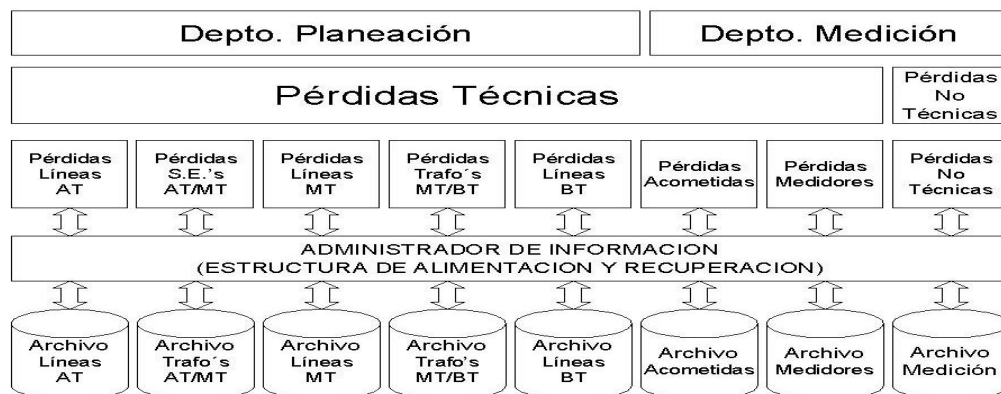 Depto. Planeación
Depto. Medición
Pérdidas Técnicas
Pérdidas
No
Técnicas
Pérdidas
Líneas
AT
Pérdidas
S.E.'s
AT/MT
Pérdidas
Líneas
MT
Pérdidas
Trafo´s
MT/BT
Pérdidas
Líneas
BT
Pérdidas
Acometidas
Pérdidas
Medidores
Pérdidas
No
Técnicas
ADMINISTRADOR DE INFORMACION
(ESTRUCTURA DE ALIMENTACION Y RECUPERACION)
Archivo
Líneas
AT
Archivo
Trafo´s
AT/MT
Archivo
Líneas
MT
Archivo
Trafo's
MT/BT
Archivo
Líneas
BT
Archivo
Acometidas
Archivo
Medidores
Archivo
Medición